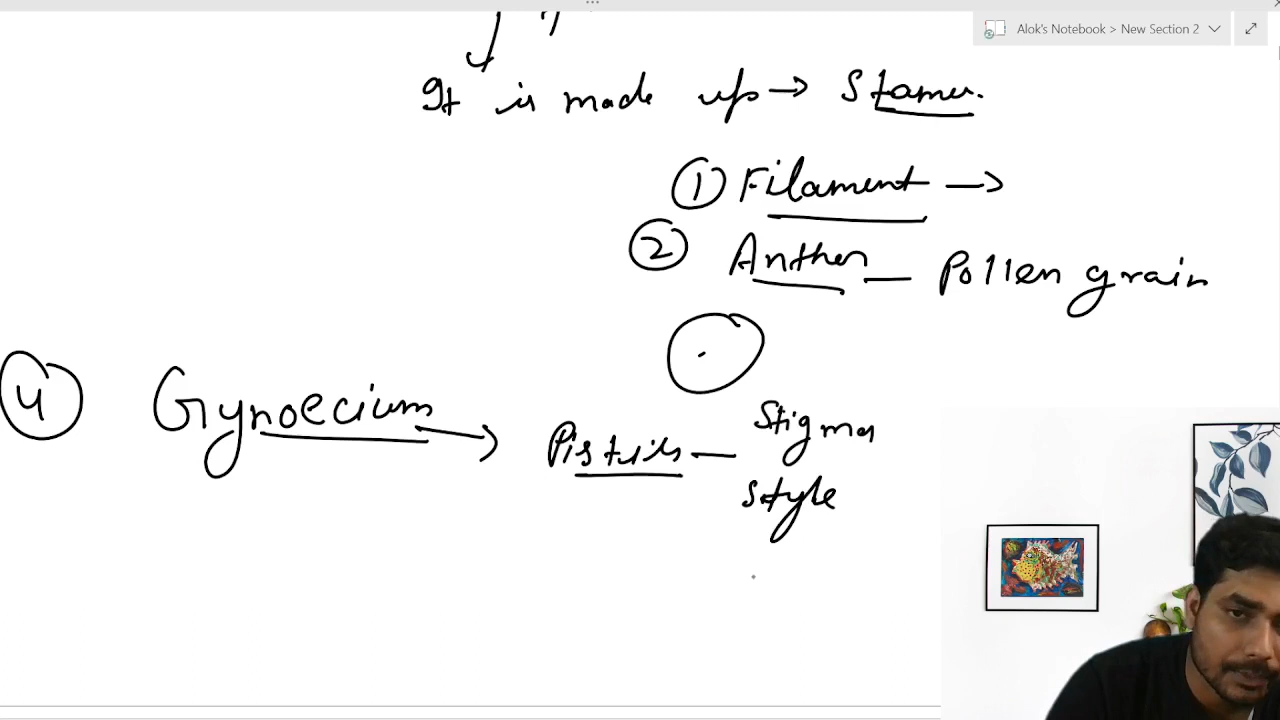 Alok's Notebook > New Section 2
It is made up → Stamen.
① Filament →
② Anther — Pollen grain
④ Gynoecium → Pistils — Stigma
Style